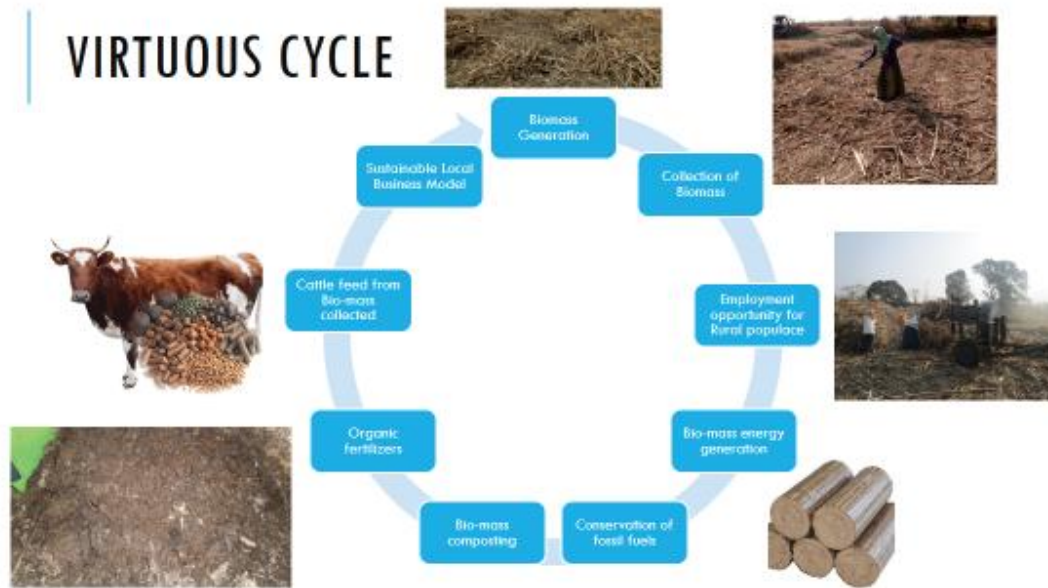 VIRTUOUS CYCLE
Biomass
Generation
Collection of
Biomass
Employment
opportunity for
Rural populace
Bio-mass energy
generation
Conservation of
fossil fuels
Bio-mass
composting
Organic
fertilizers
Cattle feed from
Bio-mass
collected
Sustainable Local
Business Model